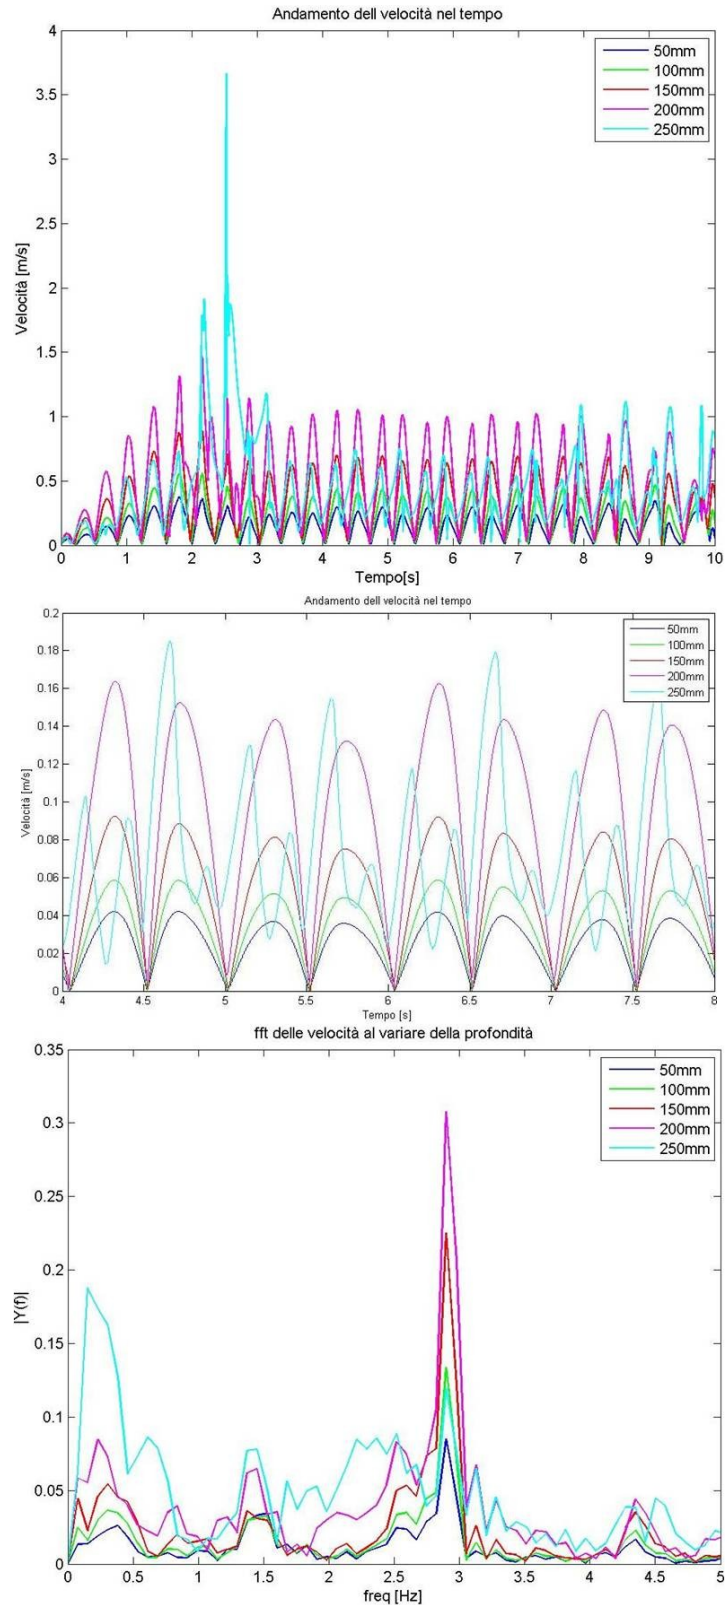 Andamento dell velocità nel tempo
4
3.5
3
2.5
2
1.5
1
0.5
0
Velocità [m/s]
50mm
100mm
150mm
200mm
250mm
0 1 2 3 4 5 6 7 8 9 10
Tempo[s]
Andamento dell velocità nel tempo
0.2
0.18
0.16
0.14
0.12
0.1
0.08
0.06
0.04
0.02
0
Velocità [m/s]
50mm
100mm
150mm
200mm
250mm
4 4.5 5 5.5 6 6.5 7 7.5 8
Tempo [s]
fft delle velocità al variare della profondità
0.35
0.3
0.25
0.2
0.15
0.1
0.05
0
|Y(f)|
50mm
100mm
150mm
200mm
250mm
0 0.5 1 1.5 2 2.5 3 3.5 4 4.5 5
freq [Hz]